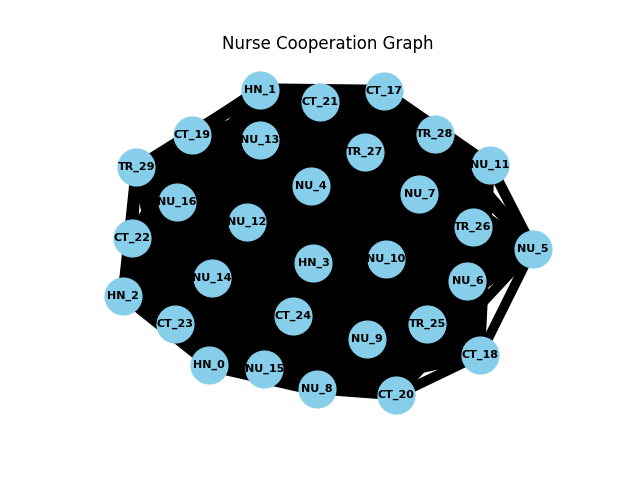 Nurse Cooperation Graph
HN_1
CT_17
CT_21
CT_19
NU_13
TR_28
TR_27
TR_29
NU_11
NU_4
NU_7
NU_16
NU_12
TR_26
CT_22
NU_5
HN_3
NU_10
NU_14
NU_6
HN_2
CT_24
CT_23
TR_25
NU_9
CT_18
HN_0
NU_15
NU_8
CT_20